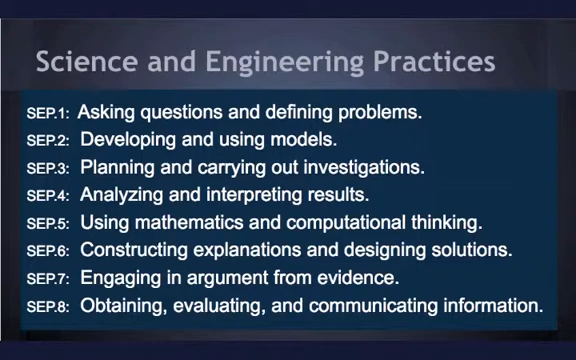 Science and Engineering Practices
SEP.1: Asking questions and defining problems.
SEP.2: Developing and using models.
SEP.3: Planning and carrying out investigations.
SEP.4: Analyzing and interpreting results.
SEP.5: Using mathematics and computational thinking.
SEP.6: Constructing explanations and designing solutions.
SEP.7: Engaging in argument from evidence.
SEP.8: Obtaining, evaluating, and communicating information.